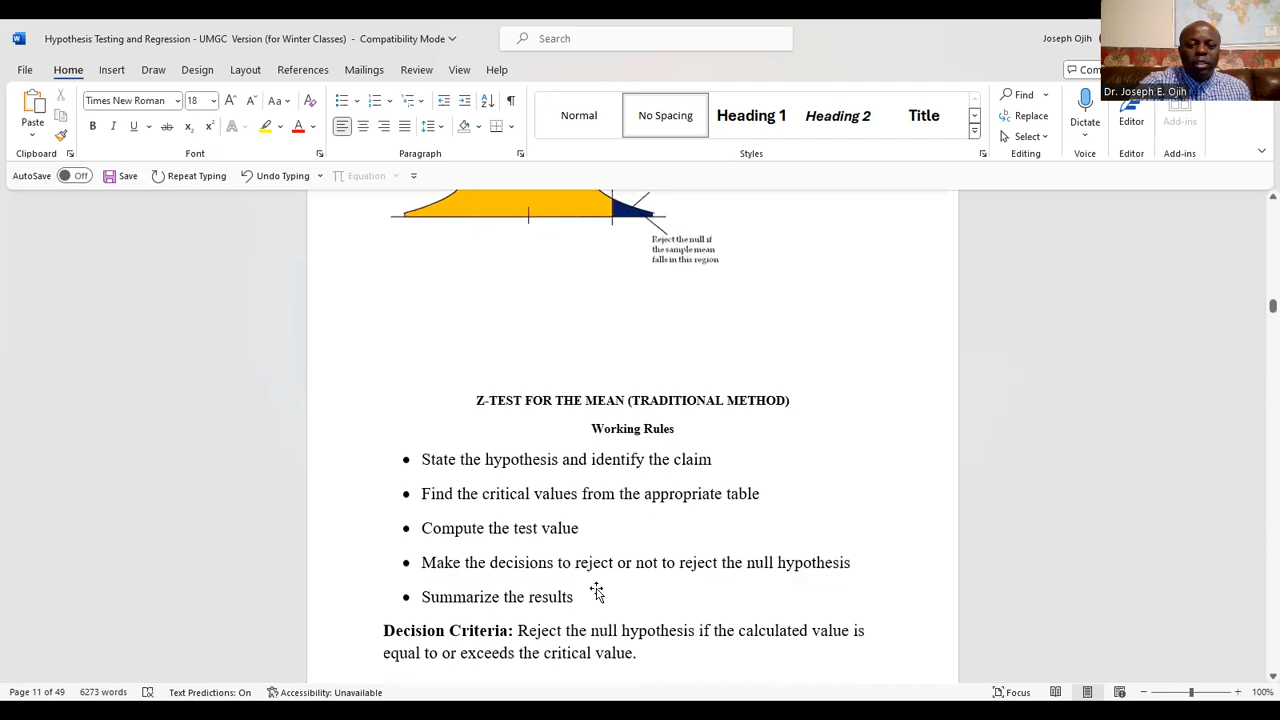 Hypothesis Testing and Regression - UMGC Version (for Winter Classes) - Compatibility Mode
Search
Joseph Ojih
File Home Insert Draw Design Layout References Mailings Review View Help
Com
Dr. Joseph E. Ojih
Paste
Times New Roman 18
Normal No Spacing Heading 1 Heading 2 Title
Find
Replace
Select
Dictate
Editor
Add-ins
Clipboard Font Paragraph Styles Editing Voice Editor Add-ins
AutoSave Off Save Repeat Typing Undo Typing Equation
Reject the null if
the sample mean
falls in this region
Z-TEST FOR THE MEAN (TRADITIONAL METHOD)
Working Rules
• State the hypothesis and identify the claim
• Find the critical values from the appropriate table
• Compute the test value
• Make the decisions to reject or not to reject the null hypothesis
• Summarize the results
Decision Criteria: Reject the null hypothesis if the calculated value is
equal to or exceeds the critical value.
Page 11 of 49 6273 words Text Predictions: On Accessibility: Unavailable Focus 100%